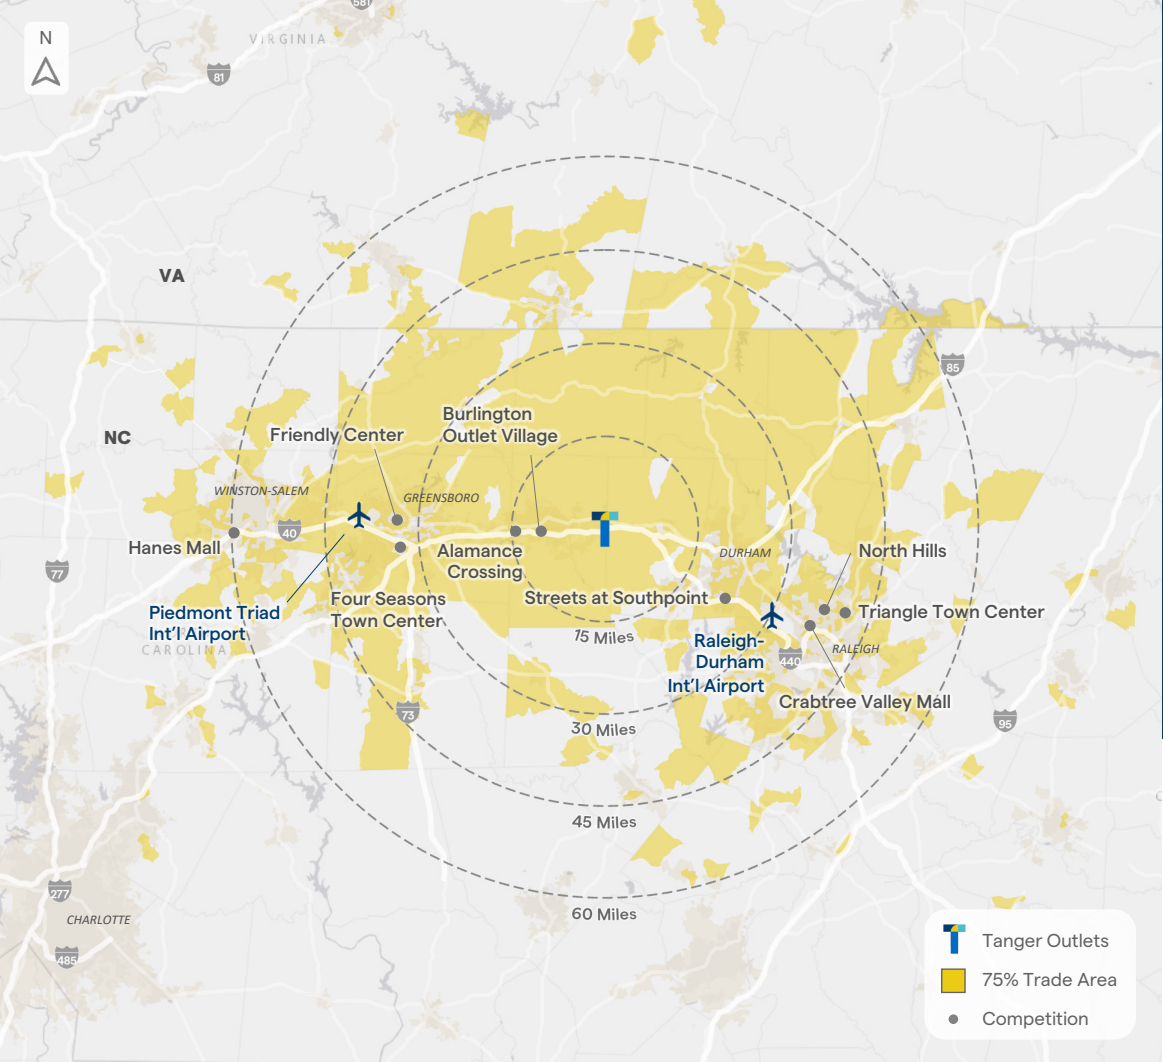 581
N
VIRGINIA
81
VA
85
NC
Burlington
Outlet Village
Friendly Center
WINSTON-SALEM
GREENSBORO
40
Hanes Mall
Alamance
Crossing
DURHAM
North Hills
77
Four Seasons
Town Center
Streets at Southpoint
Piedmont Triad
Int'l Airport
Triangle Town Center
15 Miles
Raleigh-
Durham
Int'l Airport
CAROLINA
RALEIGH
440
Crabtree Valley Mall
73
95
30 Miles
45 Miles
277
60 Miles
CHARLOTTE
485
Tanger Outlets
75% Trade Area
Competition